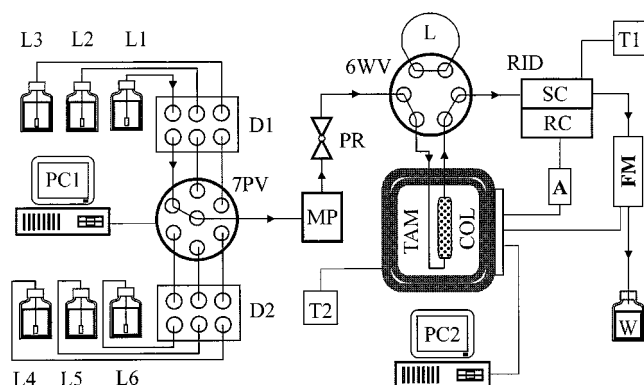 L3 L2 L1
L
T1
6WV
RID
SC
D1
RC
PR
PC1
7PV
A
FM
MP
TAM
COL
D2
T2
W
PC2
L4 L5 L6